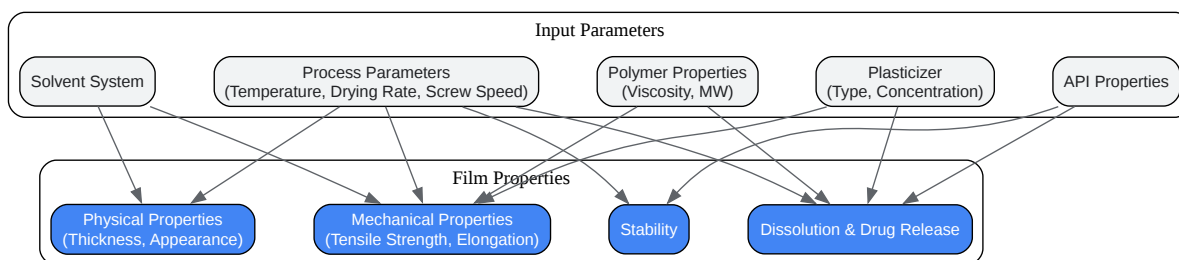 Input Parameters
Solvent System
Process Parameters
(Temperature, Drying Rate, Screw Speed)
Polymer Properties
(Viscosity, MW)
Plasticizer
(Type, Concentration)
API Properties
Film Properties
Physical Properties
(Thickness, Appearance)
Mechanical Properties
(Tensile Strength, Elongation)
Stability
Dissolution & Drug Release